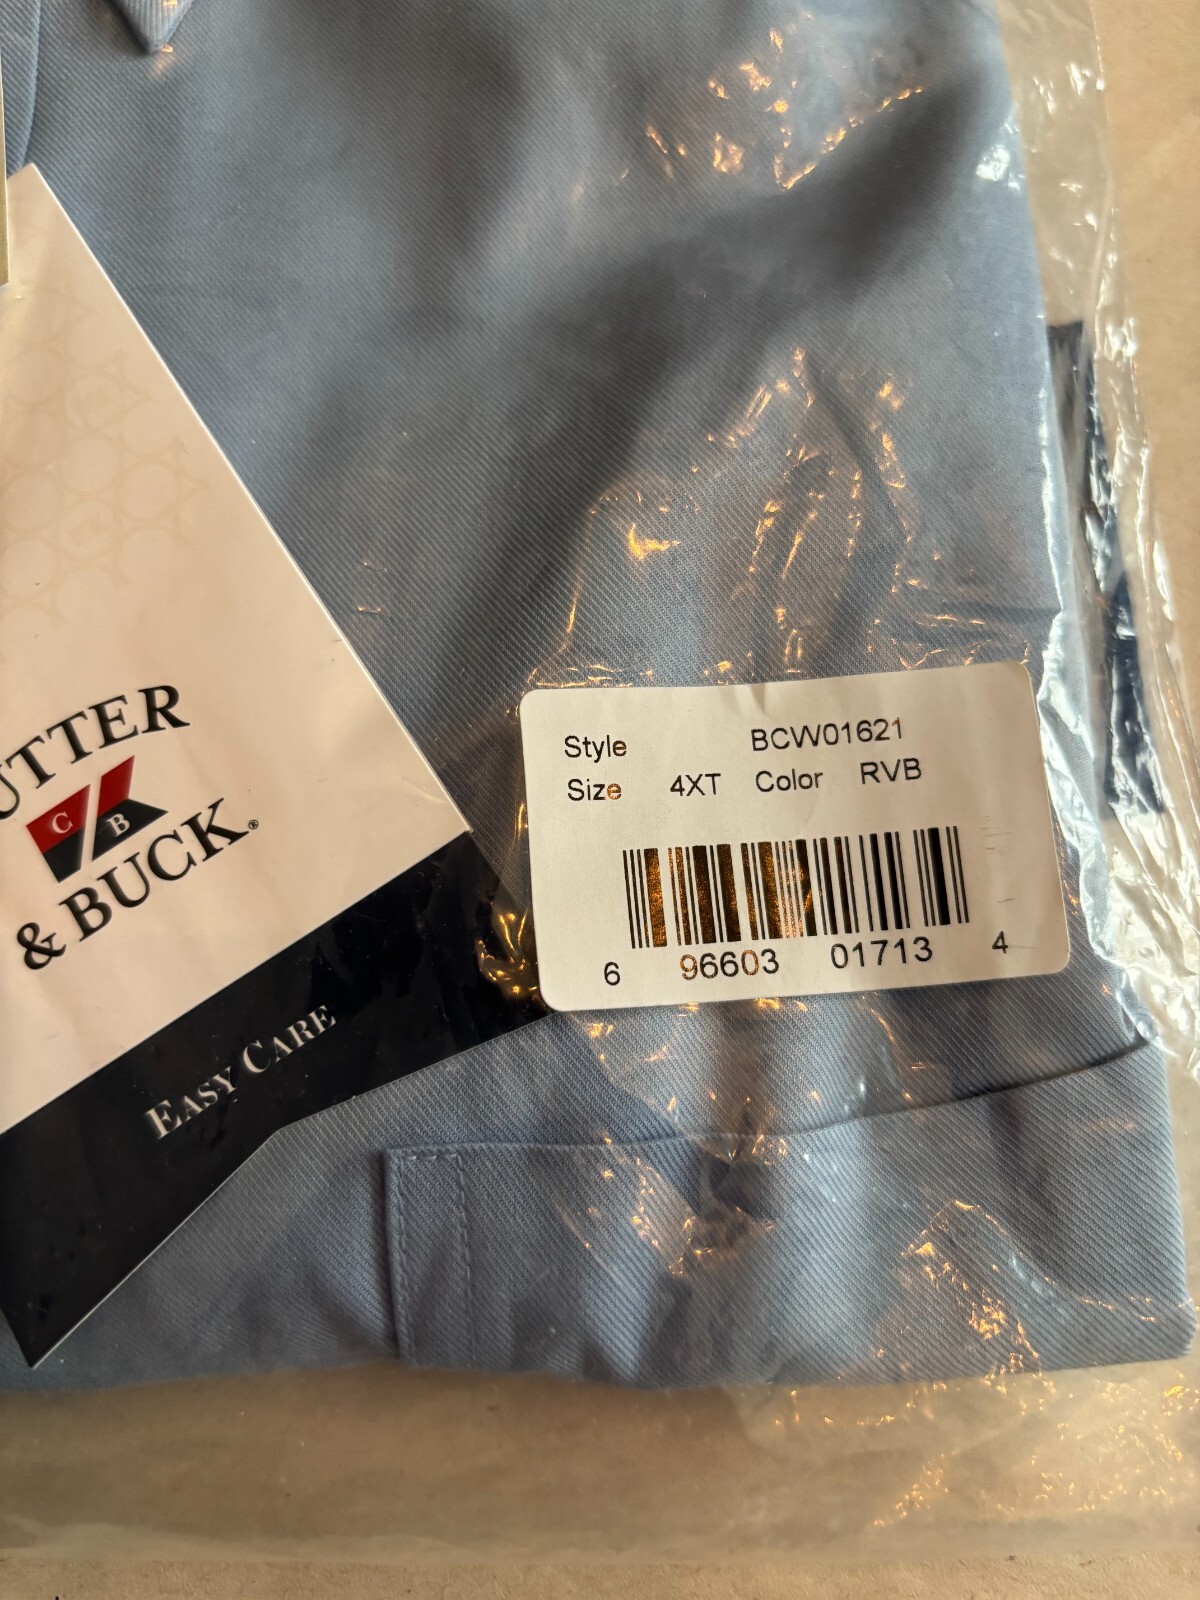 UTTER
C B
& BUCK®
EASY CARE
Style BCW01621
Size 4XT Color RVB
6 96603 01713 4